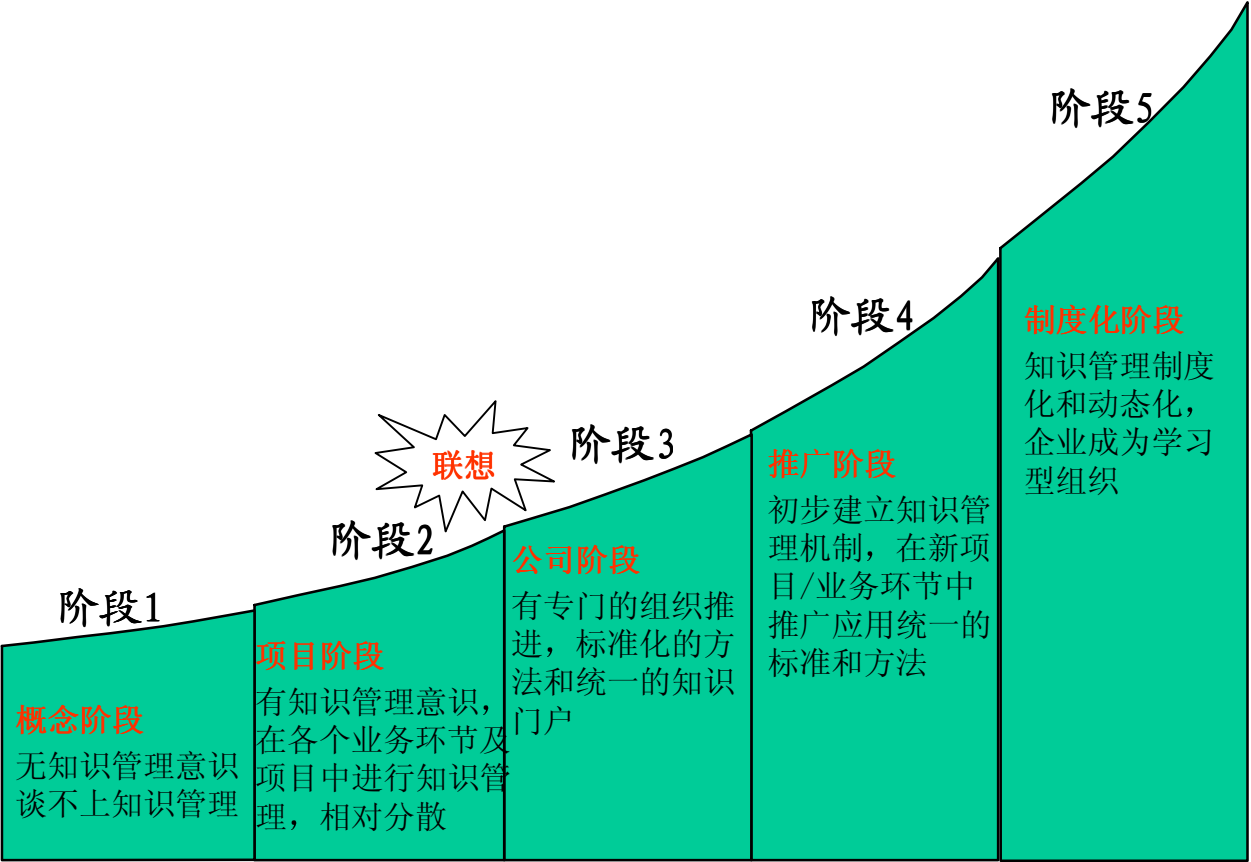 阶段1
概念阶段
无知识管理意识
谈不上知识管理
阶段2
项目阶段
有知识管理意识，
在各个业务环节及
项目中进行知识管
理，相对分散
联想
阶段3
公司阶段
有专门的组织推
进，标准化的方
法和统一的知识
门户
阶段4
推广阶段
初步建立知识管
理机制，在新项
目/业务环节中
推广应用统一的
标准和方法
阶段5
制度化阶段
知识管理制度
化和动态化，
企业成为学习
型组织